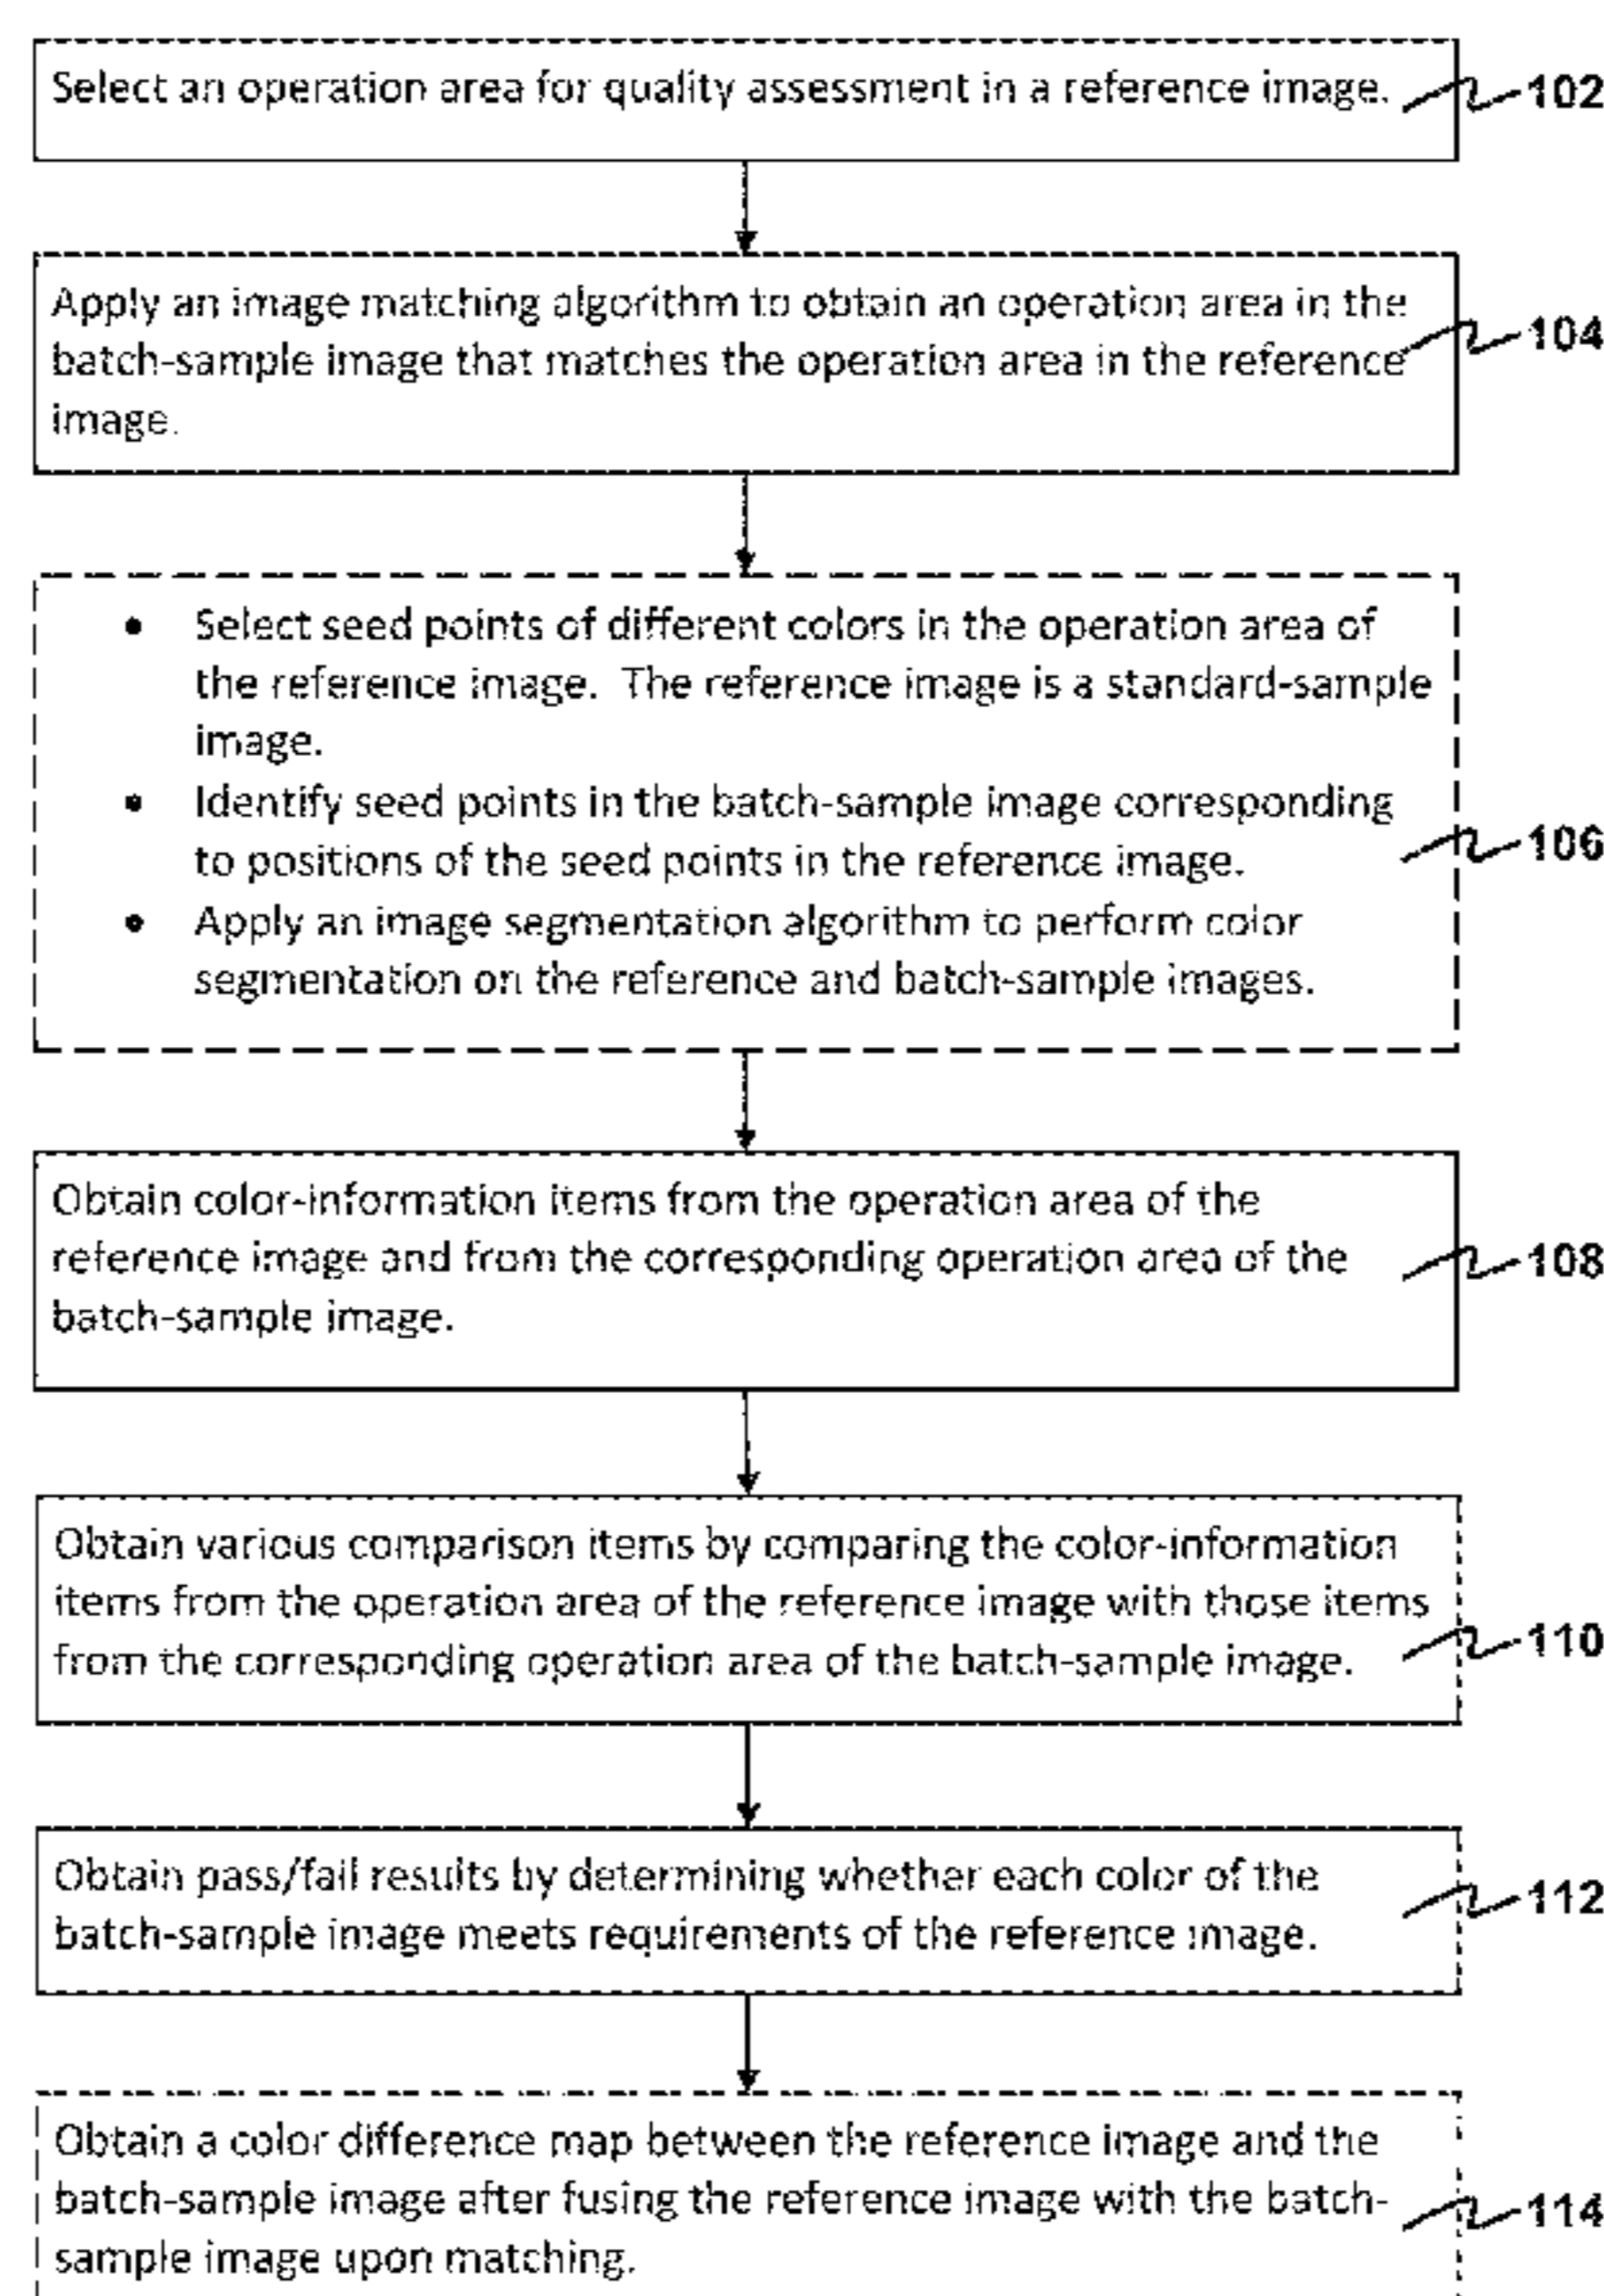 Select an operation area for quality assessment in a reference image.
102
Apply an image matching algorithm to obtain an operation area in the
batch-sample image that matches the operation area in the reference
image.
104
• Select seed points of different colors in the operation area of
the reference image. The reference image is a standard-sample
image.
• Identify seed points in the batch-sample image corresponding
to positions of the seed points in the reference image.
• Apply an image segmentation algorithm to perform color
segmentation on the reference and batch-sample images.
106
Obtain color-information items from the operation area of the
reference image and from the corresponding operation area of the
batch-sample image.
108
Obtain various comparison items by comparing the color-information
items from the operation area of the reference image with those items
from the corresponding operation area of the batch-sample image.
110
Obtain pass/fail results by determining whether each color of the
batch-sample image meets requirements of the reference image.
112
Obtain a color difference map between the reference image and the
batch-sample image after fusing the reference image with the batch-
sample image upon matching.
114